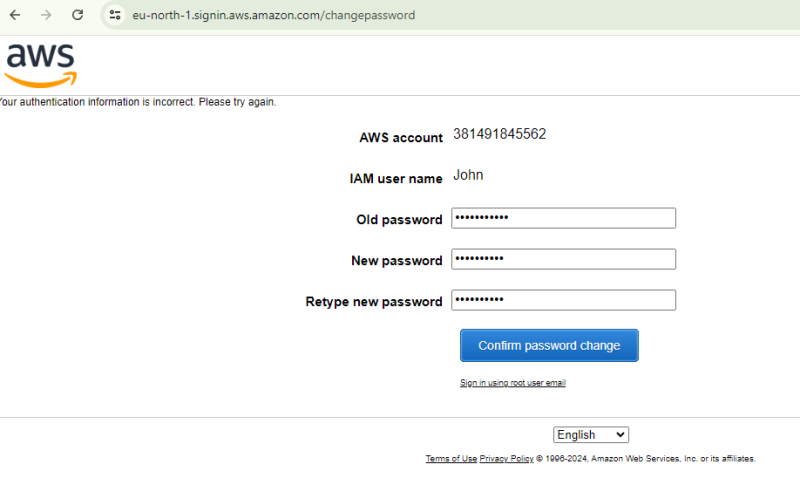 eu-north-1.signin.aws.amazon.com/changepassword
aws
Your authentication information is incorrect. Please try again.
AWS account 381491845562
IAM user name John
Old password •••••••••••
New password ••••••••••
Retype new password ••••••••••
Confirm password change
Sign in using root user email
English
Terms of Use Privacy Policy © 1996-2024, Amazon Web Services, Inc. or its affiliates.